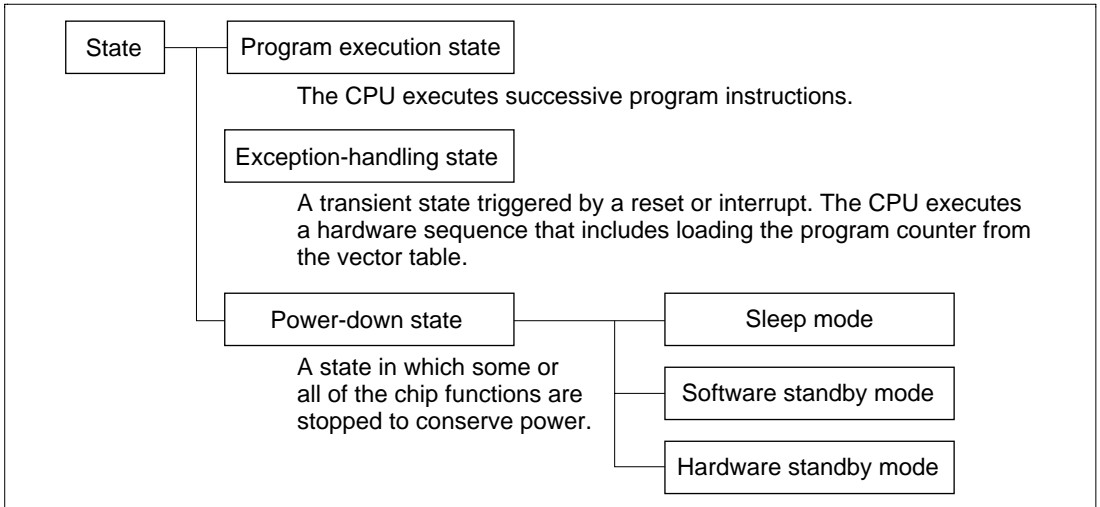 State
Program execution state
The CPU executes successive program instructions.
Exception-handling state
A transient state triggered by a reset or interrupt. The CPU executes
a hardware sequence that includes loading the program counter from
the vector table.
Power-down state
A state in which some or
all of the chip functions are
stopped to conserve power.
Sleep mode
Software standby mode
Hardware standby mode